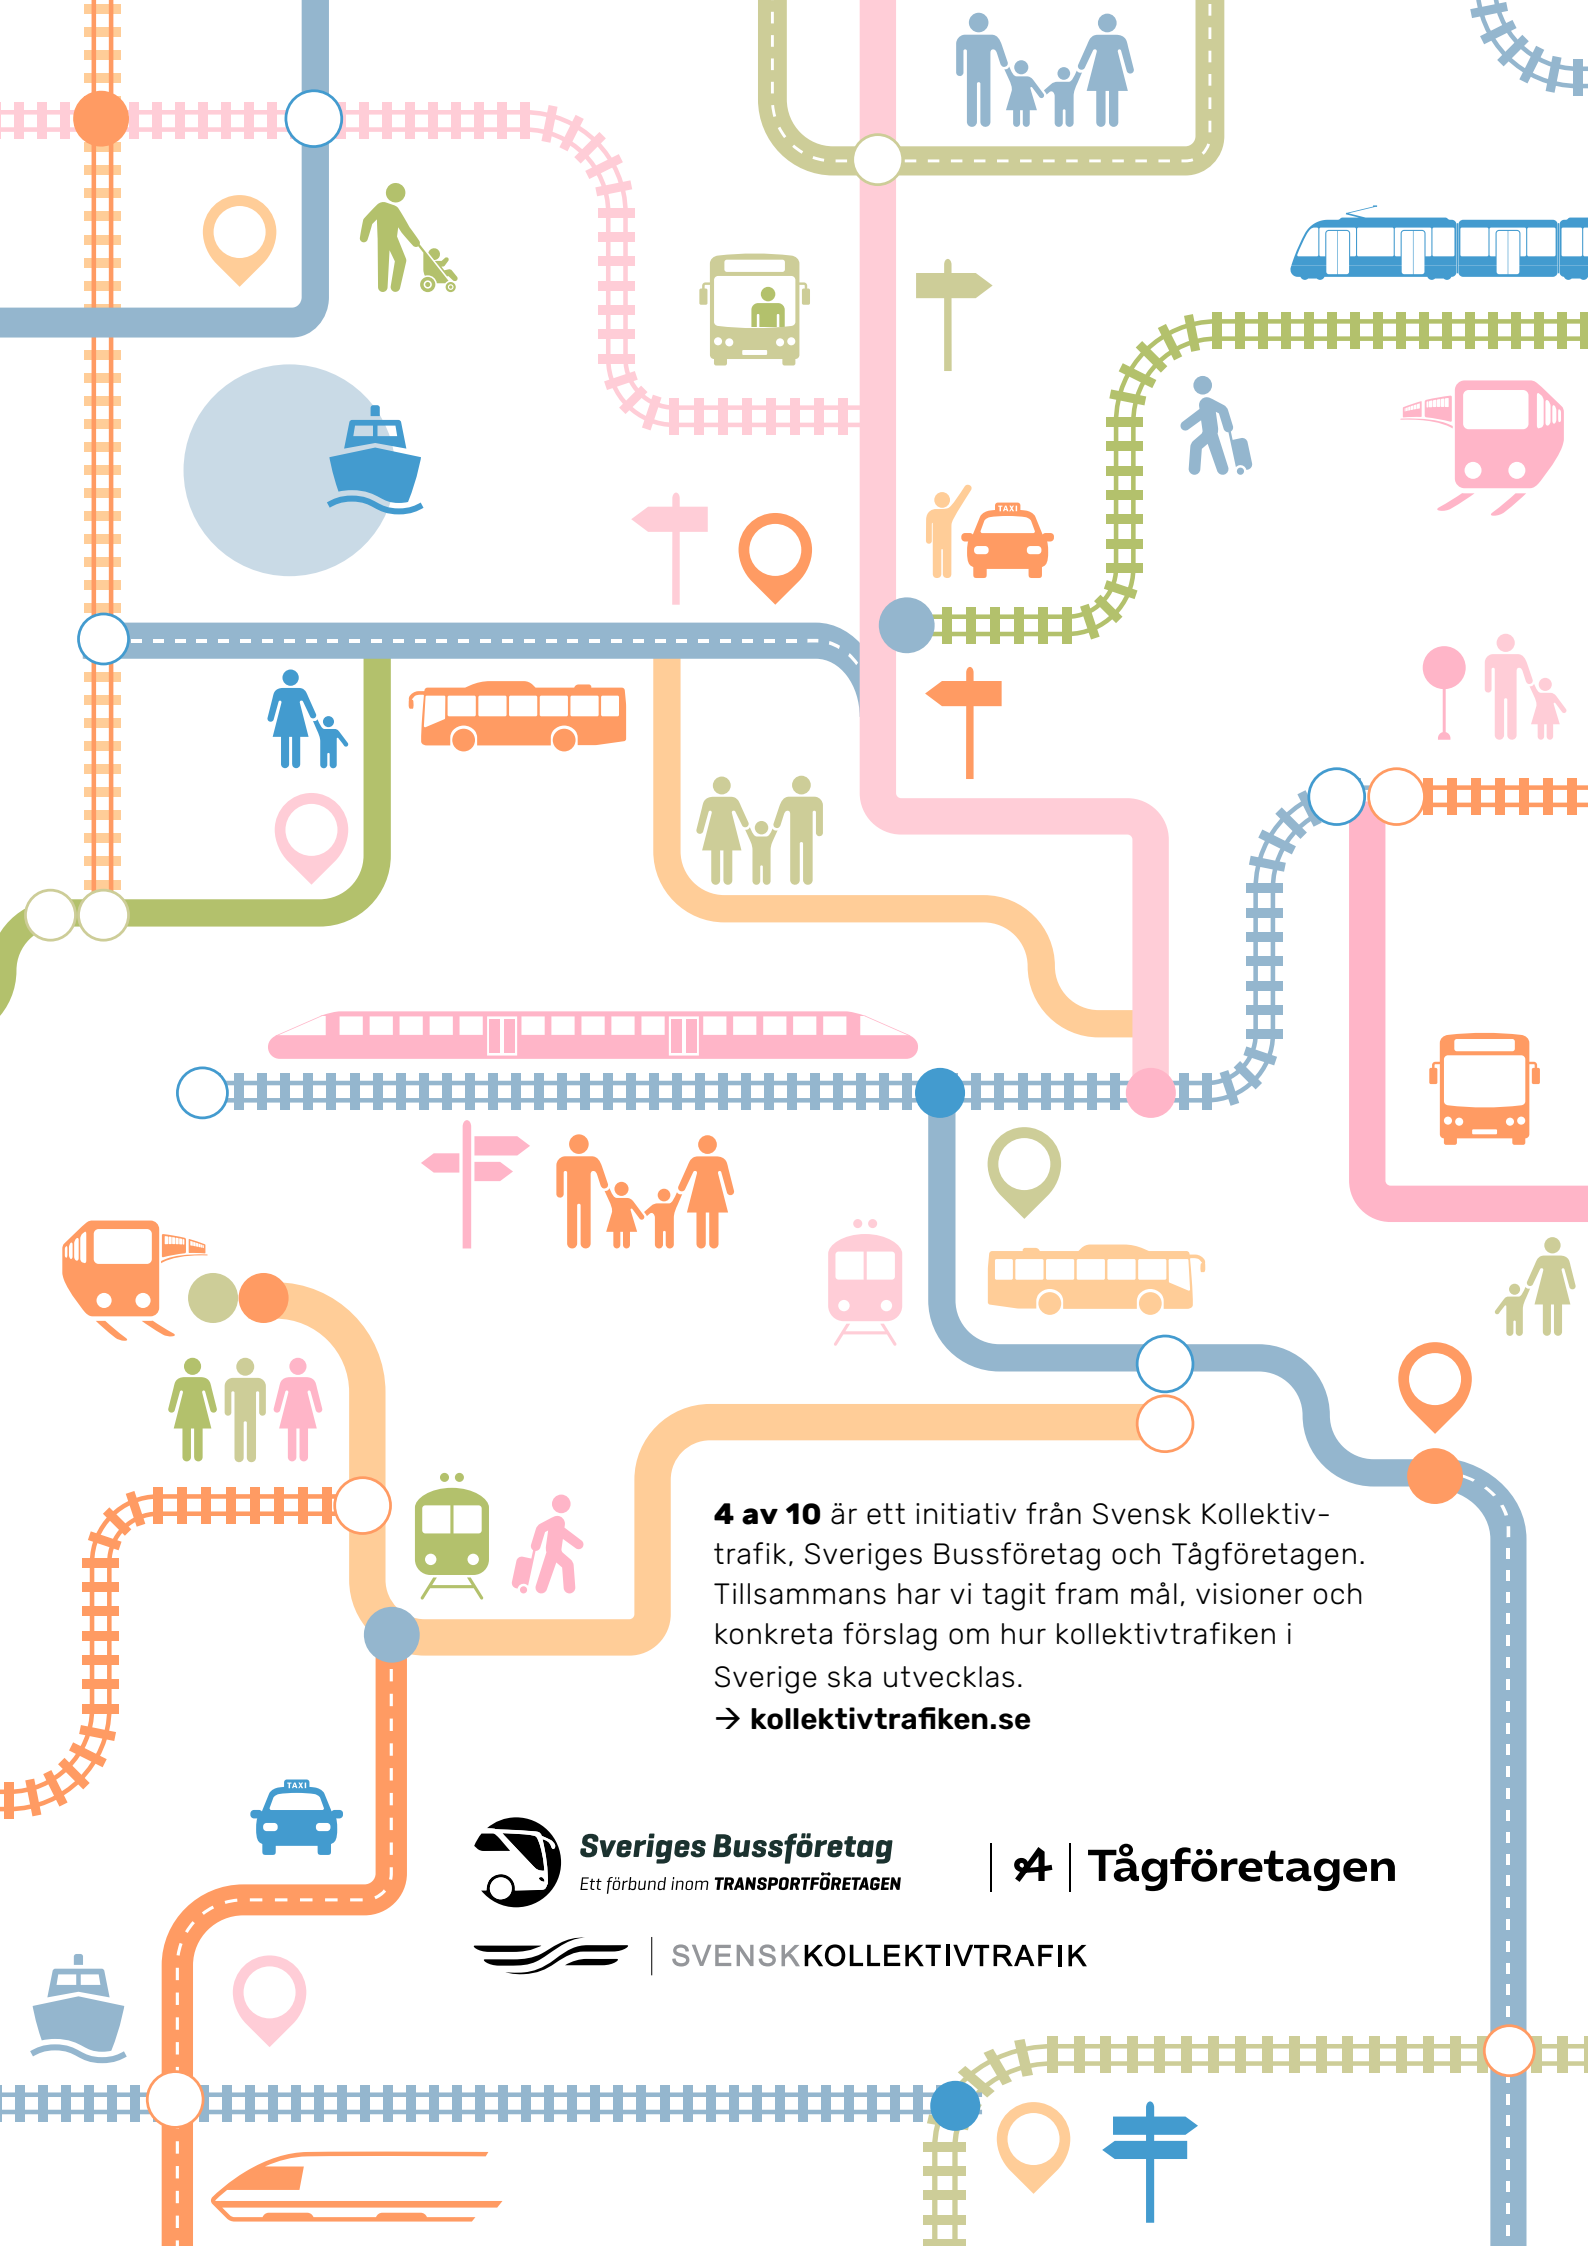 TAXI
4 av 10 är ett initiativ från Svensk Kollektiv-
trafik, Sveriges Bussföretag och Tågföretagen.
Tillsammans har vi tagit fram mål, visioner och
konkreta förslag om hur kollektivtrafiken i
Sverige ska utvecklas.
→ kollektivtrafiken.se
TAXI
Sveriges Bussföretag
Ett förbund inom TRANSPORTFÖRETAGEN
Tågföretagen
SVENSKKOLLEKTIVTRAFIK